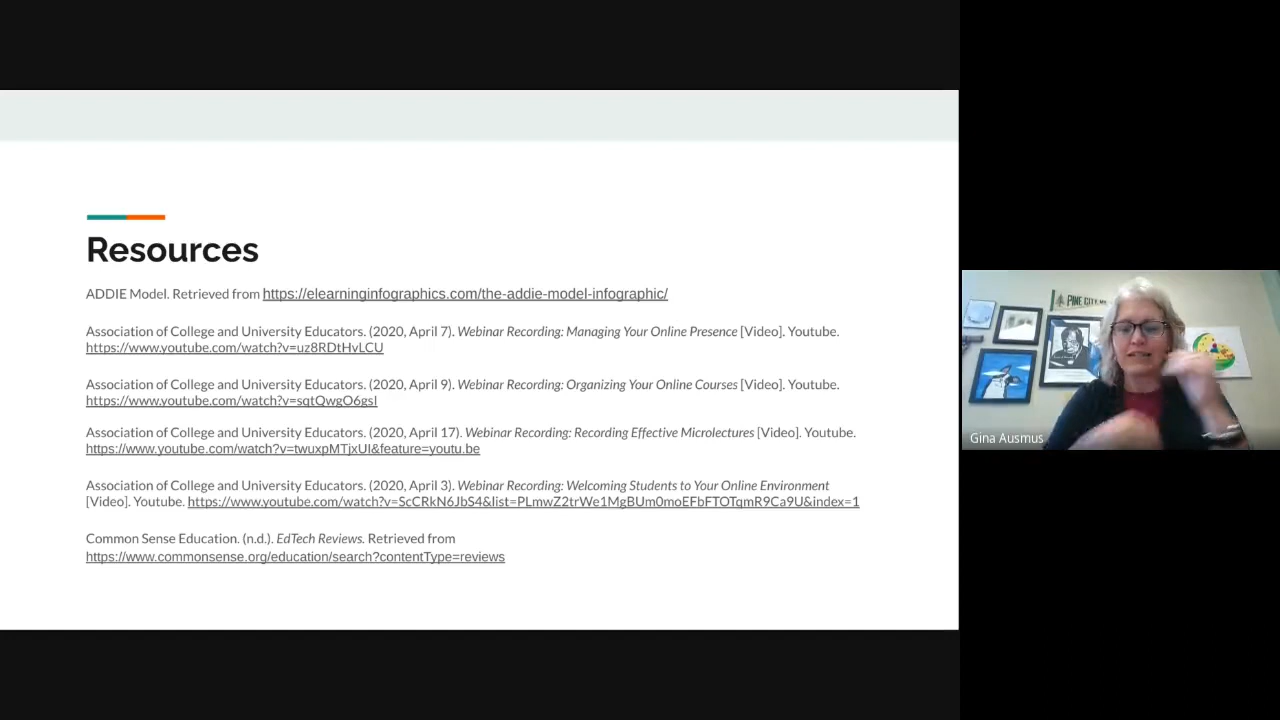 Resources
ADDIE Model. Retrieved from https://elearninginfographics.com/the-addie-model-infographic/
Association of College and University Educators. (2020, April 7). Webinar Recording: Managing Your Online Presence [Video]. Youtube.
https://www.youtube.com/watch?v=uz8RDtHvLCU
Association of College and University Educators. (2020, April 9). Webinar Recording: Organizing Your Online Courses [Video]. Youtube.
https://www.youtube.com/watch?v=sqtQwgO6gsI
Association of College and University Educators. (2020, April 17). Webinar Recording: Recording Effective Microlectures [Video]. Youtube.
https://www.youtube.com/watch?v=twuxpMTjxUI&feature=youtu.be
Association of College and University Educators. (2020, April 3). Webinar Recording: Welcoming Students to Your Online Environment
[Video]. Youtube. https://www.youtube.com/watch?v=ScCRkN6JbS4&list=PLmwZ2trWe1MgBUm0moEFbFTOTqmR9Ca9U&index=1
Common Sense Education. (n.d.). EdTech Reviews. Retrieved from
https://www.commonsense.org/education/search?contentType=reviews
PINE CITY
Gina Ausmus